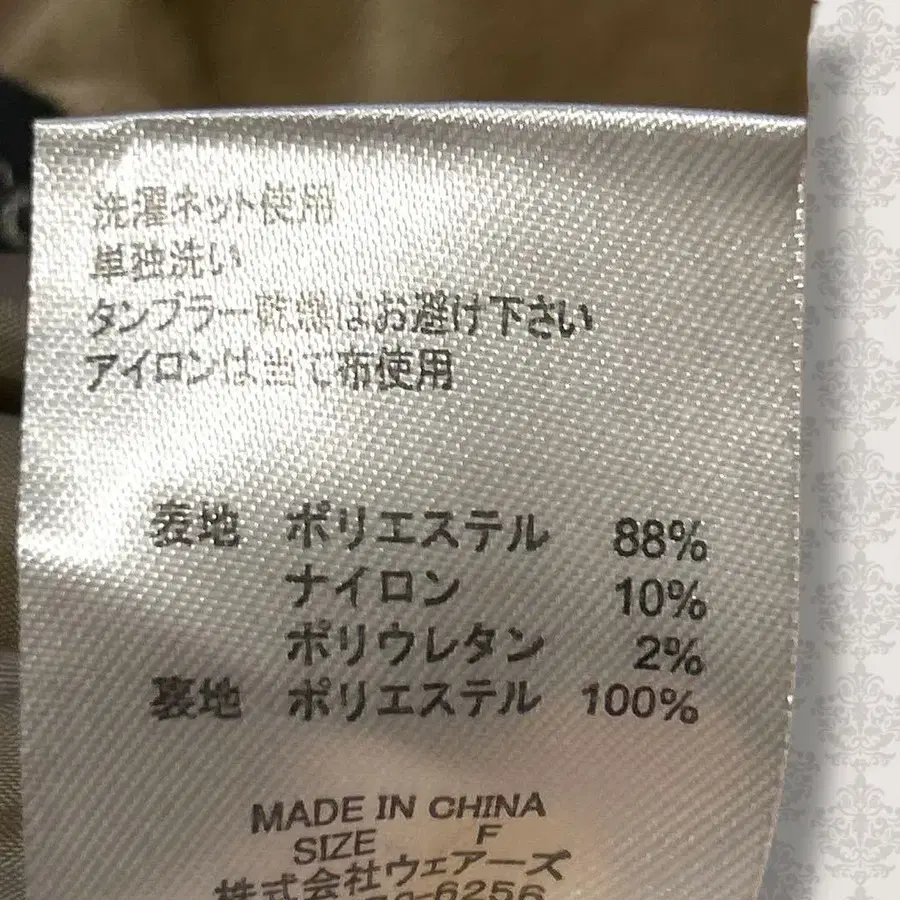 洗濯ネット使用
単独洗い
タンブラー乾燥はお避け下さい
アイロンは当て布使用
表地 ポリエステル 88%
ナイロン 10%
ポリウレタン 2%
裏地 ポリエステル 100%
MADE IN CHINA
SIZE F
株式会社ウェアーズ
-6256